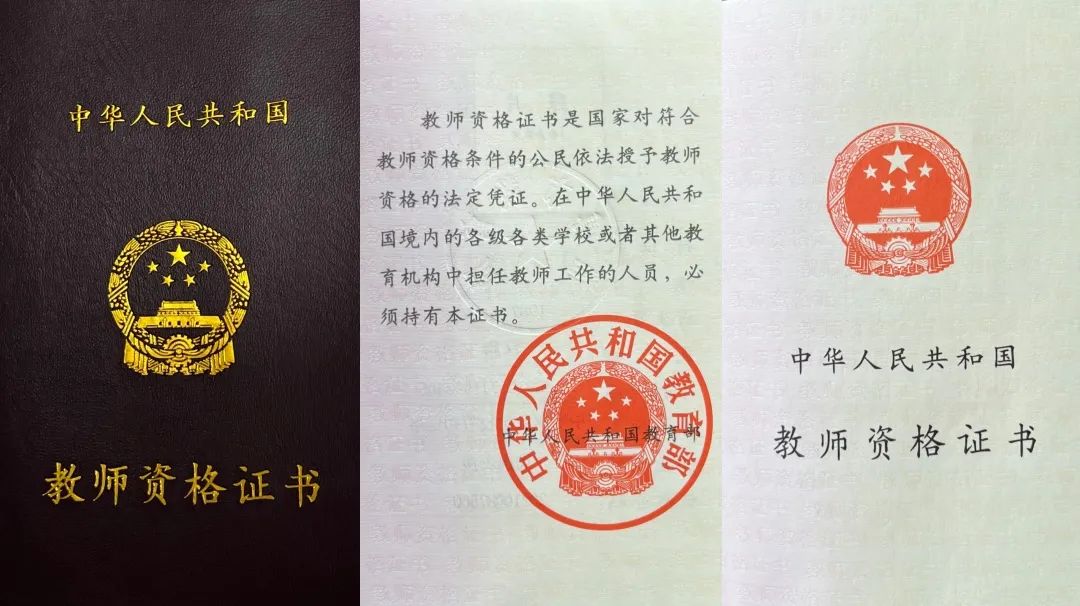 中华人民共和国
教师资格证书
教师资格证书是国家对符合
教师资格条件的公民依法授予教师
资格的法定凭证。在中华人民共和
国境内的各级各类学校或者其他教
育机构中担任教师工作的人员，必
须持有本证书。
中华人民共和国教育部
中华人民共和国教育部
中华人民共和国
教师资格证书